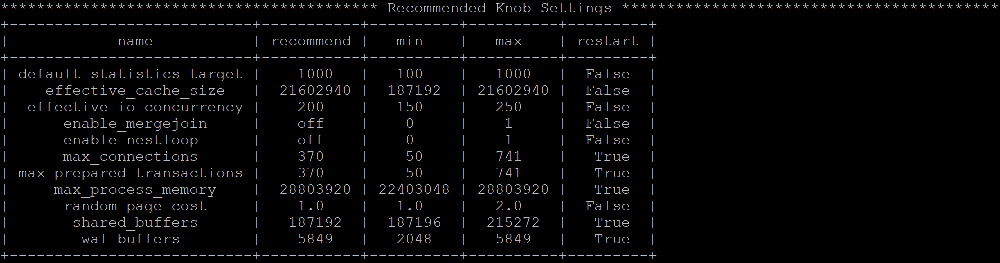 ****************************************** Recommended Knob Settings ******************************************
+---------------------------+-----------+----------+----------+---------+
|            name           | recommend |   min    |   max    | restart |
+---------------------------+-----------+----------+----------+---------+
| default_statistics_target |    1000   |   100    |   1000   |  False  |
|    effective_cache_size   |  21602940 |  187192  | 21602940 |  False  |
|  effective_io_concurrency |    200    |   150    |   250    |  False  |
|      enable_mergejoin     |    off    |    0     |    1     |  False  |
|      enable_nestloop      |    off    |    0     |    1     |  False  |
|      max_connections      |    370    |    50    |   741    |   True  |
| max_prepared_transactions |    370    |    50    |   741    |   True  |
|     max_process_memory    |  28803920 | 22403048 | 28803920 |   True  |
|      random_page_cost     |    1.0    |   1.0    |   2.0    |  False  |
|       shared_buffers      |   187192  |  187196  |  215272  |   True  |
|        wal_buffers        |    5849   |   2048   |   5849   |   True  |
+---------------------------+-----------+----------+----------+---------+